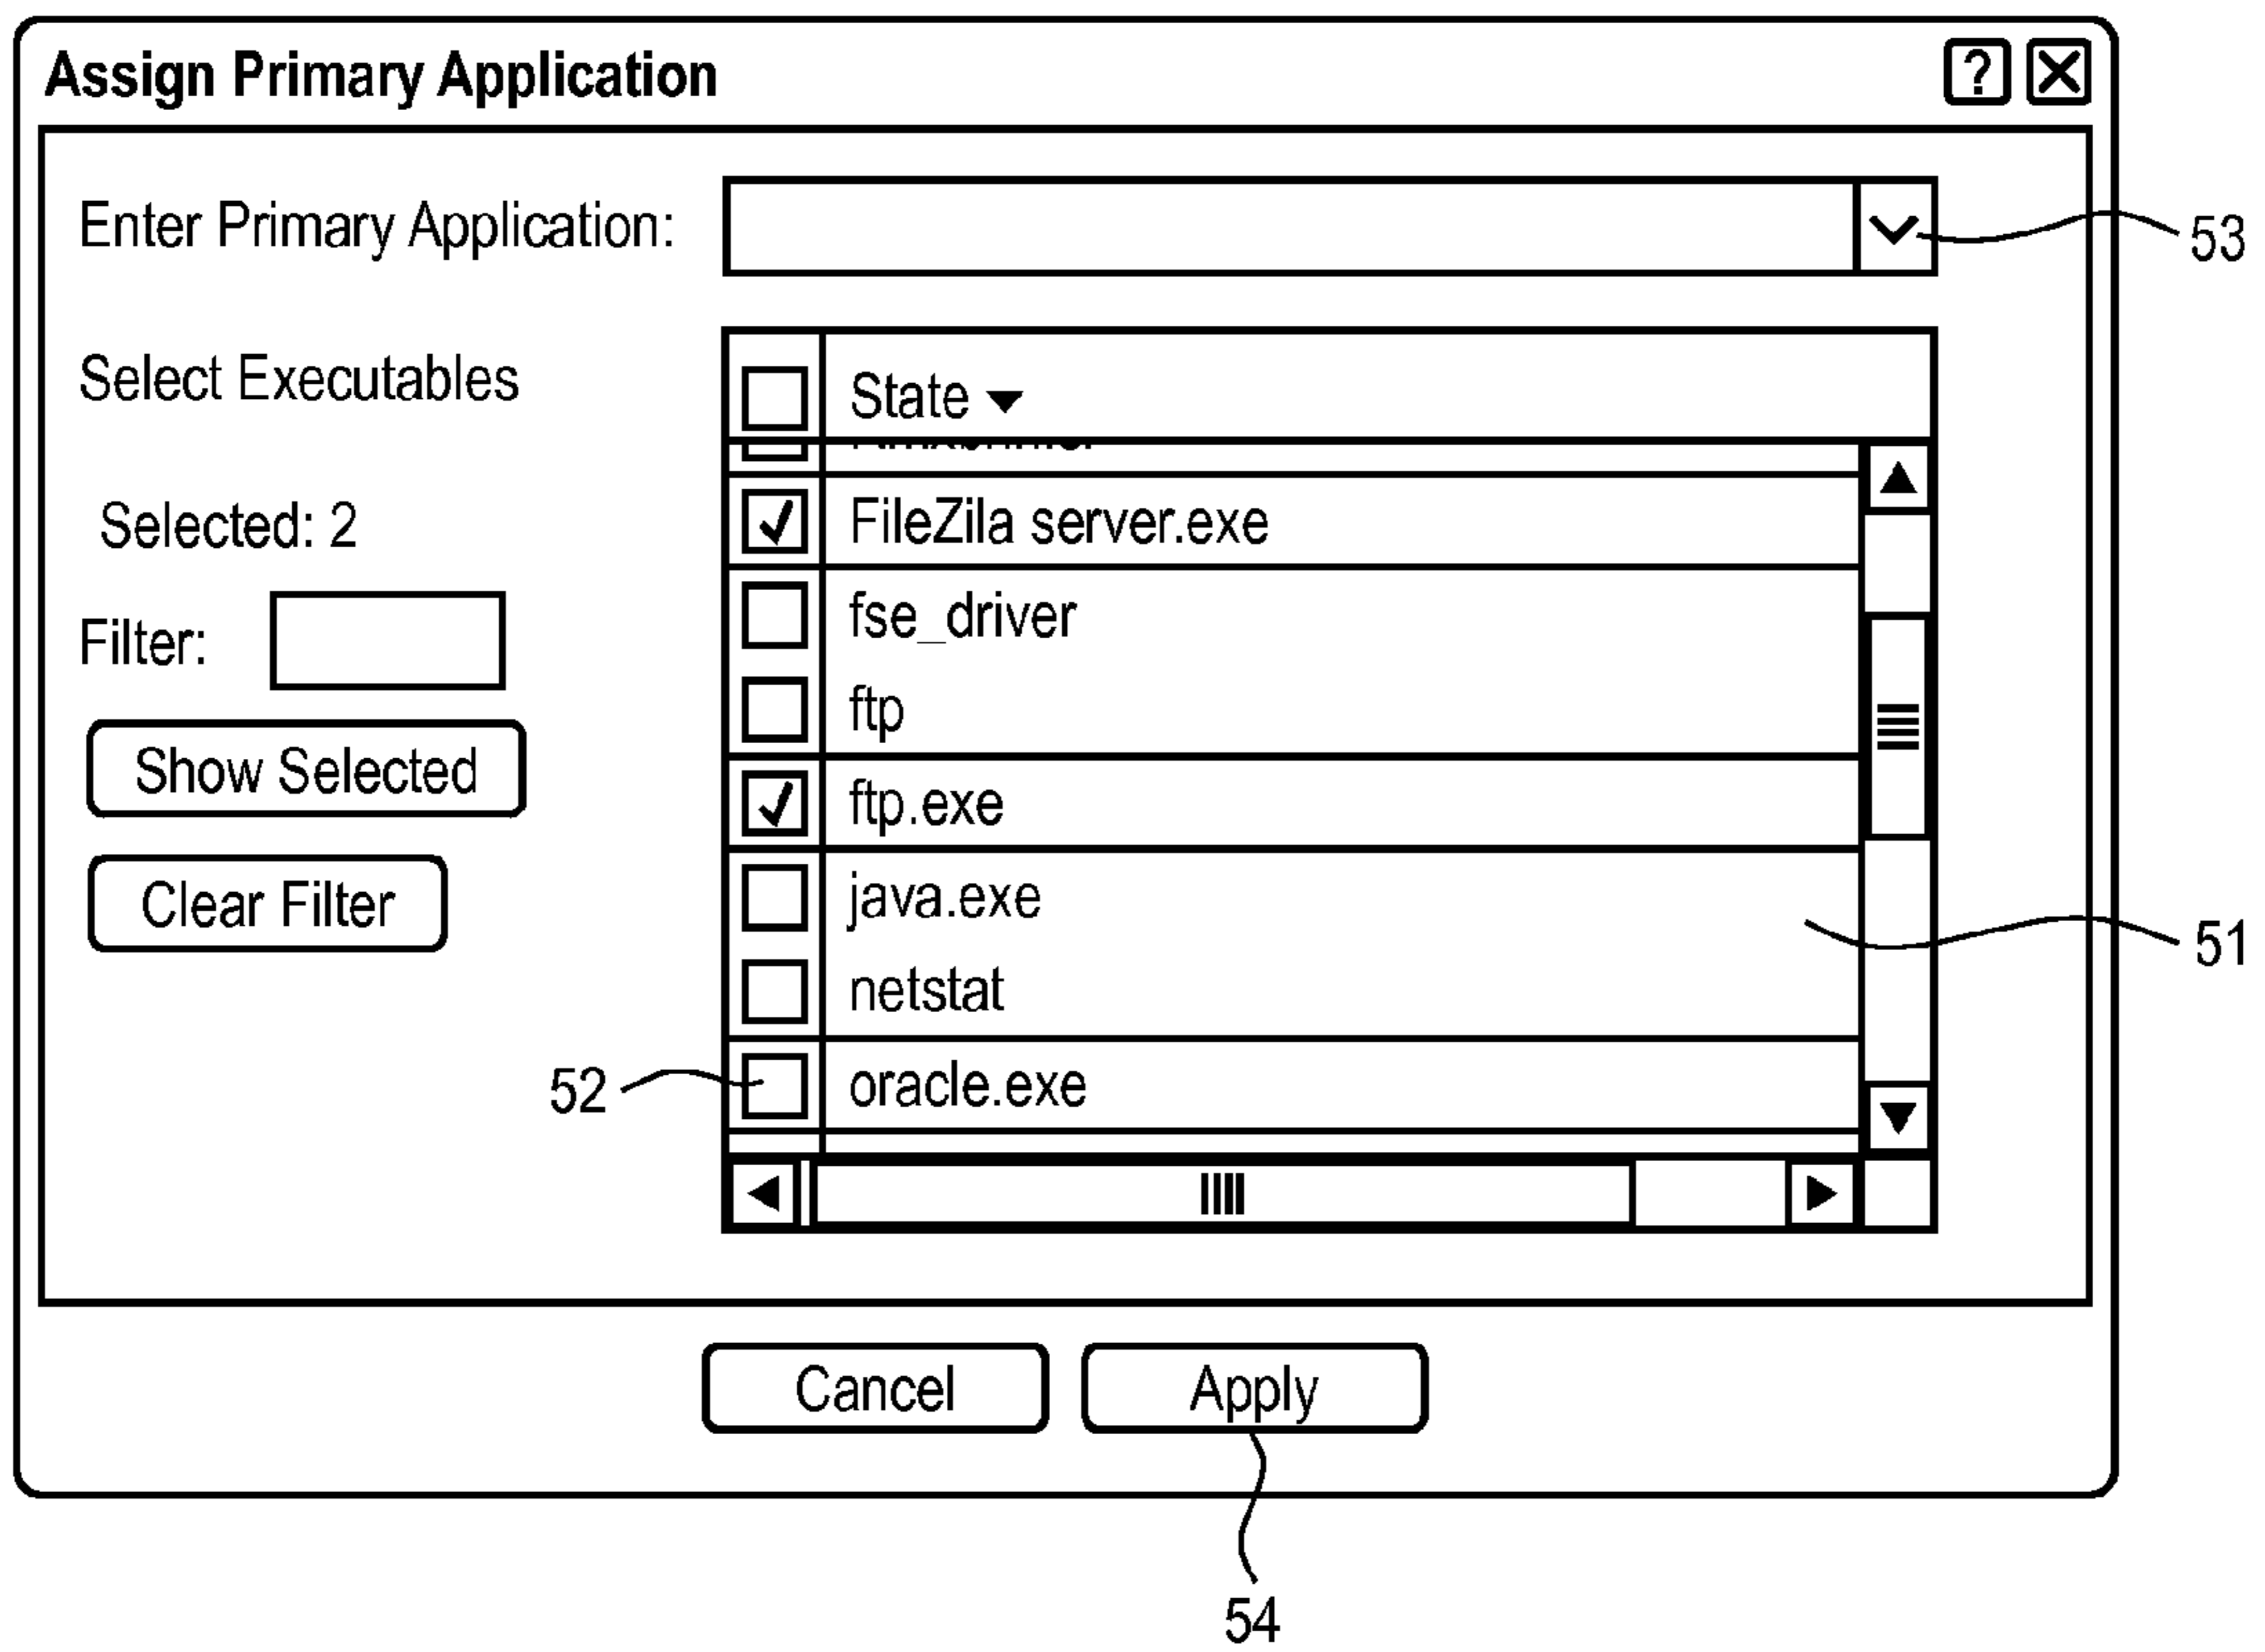 Assign Primary Application ?
Enter Primary Application:
53
Select Executables
State
Selected: 2
FileZila server.exe
Filter:
fse_driver
ftp
Show Selected
ftp.exe
Clear Filter
java.exe
51
netstat
52
oracle.exe
Cancel
Apply
54